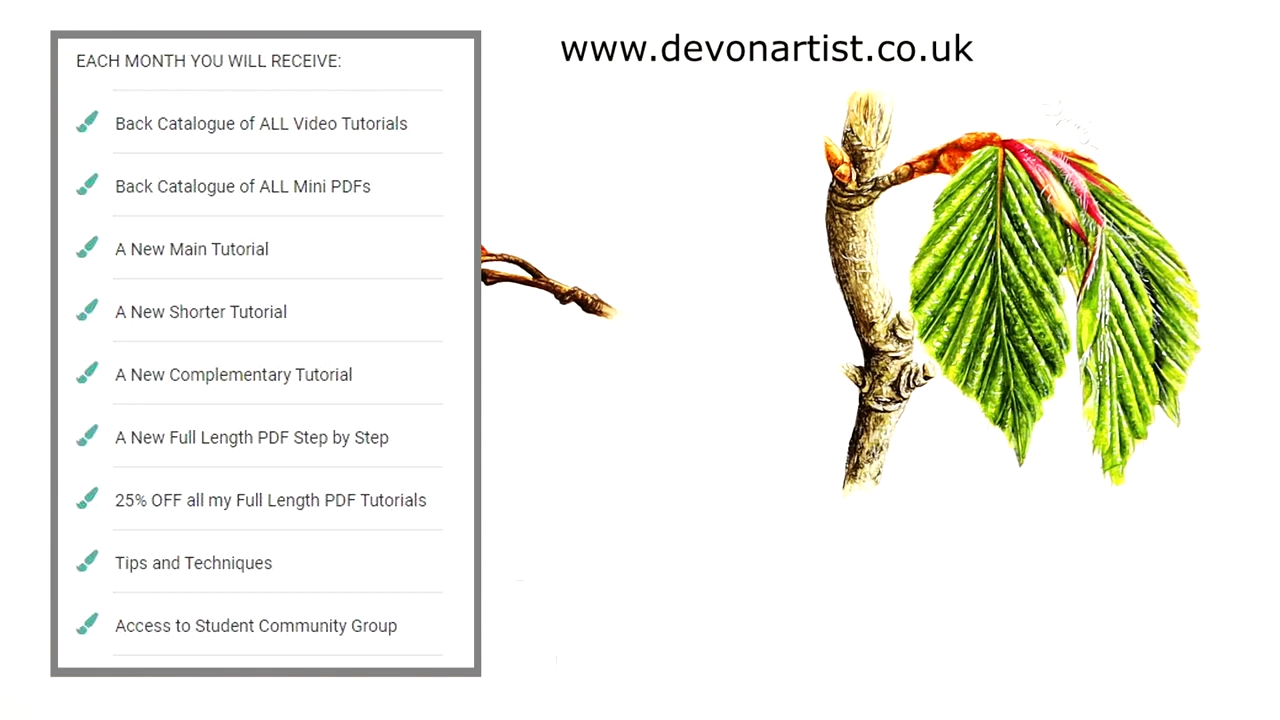 EACH MONTH YOU WILL RECEIVE:
Back Catalogue of ALL Video Tutorials
Back Catalogue of ALL Mini PDFs
A New Main Tutorial
A New Shorter Tutorial
A New Complementary Tutorial
A New Full Length PDF Step by Step
25% OFF all my Full Length PDF Tutorials
Tips and Techniques
Access to Student Community Group
www.devonartist.co.uk